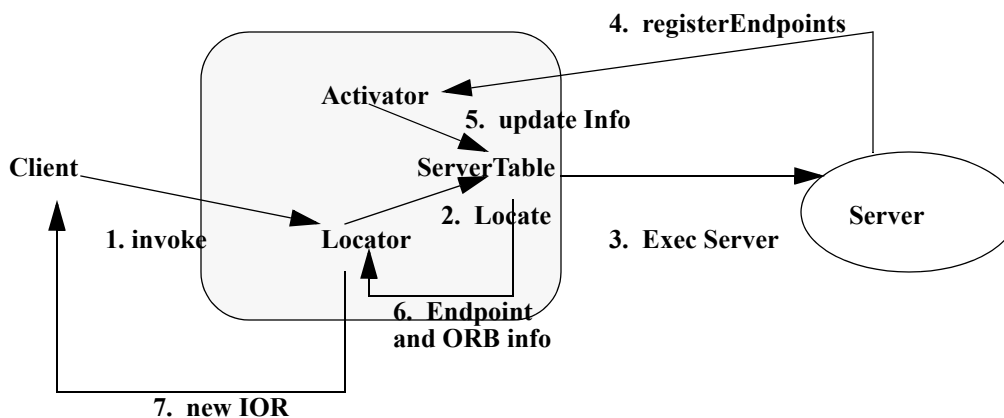 4. registerEndpoints
Activator
5. update Info
Client
ServerTable
1. invoke
Locator
2. Locate
3. Exec Server
Server
6. Endpoint
and ORB info
7. new IOR